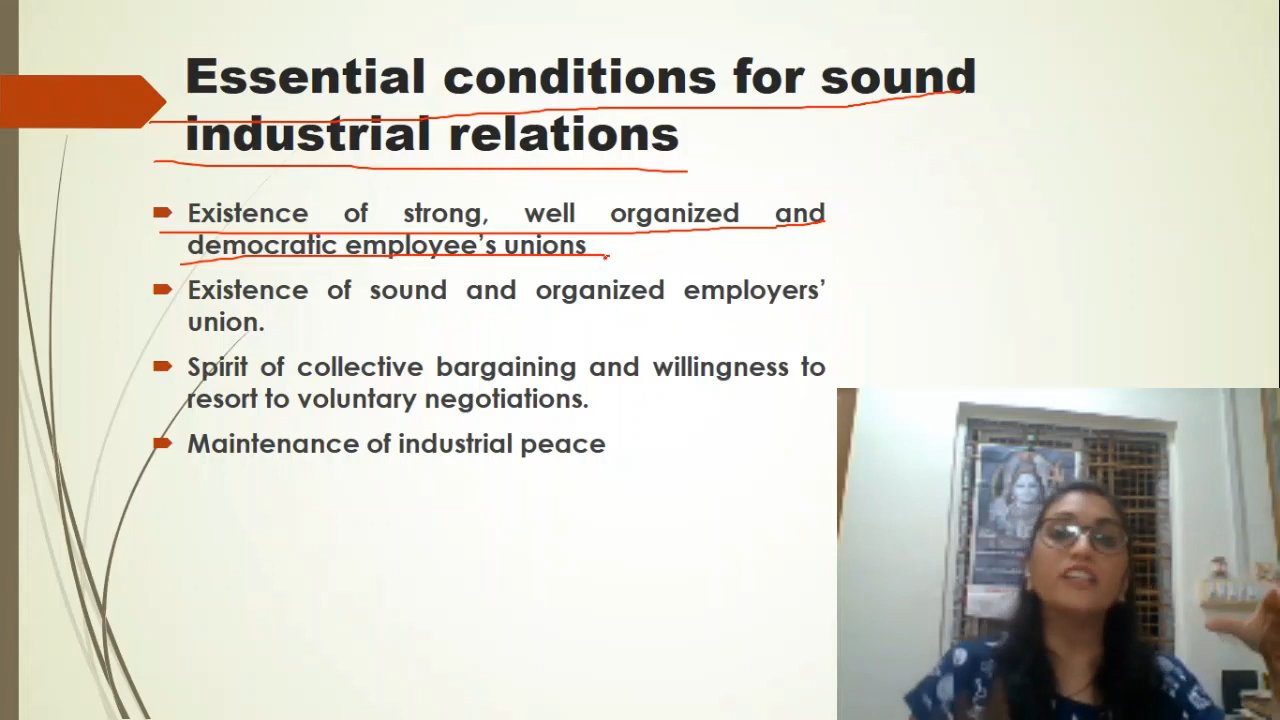 Essential conditions for sound
industrial relations
Existence of strong, well organized and
democratic employee's unions
Existence of sound and organized employers'
union.
Spirit of collective bargaining and willingness to
resort to voluntary negotiations.
Maintenance of industrial peace